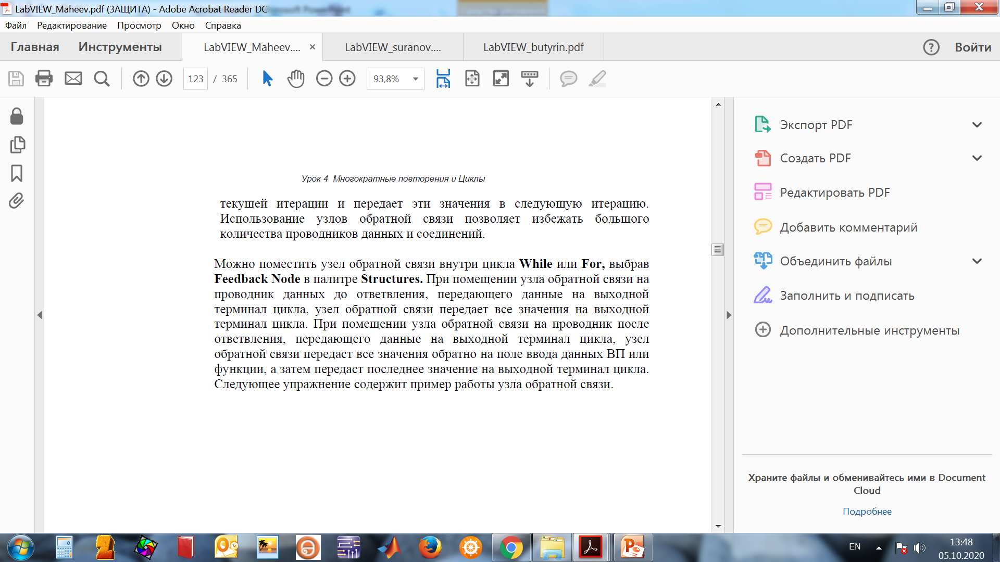 LabVIEW_Maheev.pdf (ЗАЩИТА) - Adobe Acrobat Reader DC
Файл Редактирование Просмотр Окно Справка
Главная Инструменты LabVIEW_Maheev.... LabVIEW_suranov.... LabVIEW_butyrin.pdf Войти
123 / 365 93,8%
Урок 4 Многократные повторения и Циклы
текущей итерации и передает эти значения в следующую итерацию.
Использование узлов обратной связи позволяет избежать большого
количества проводников данных и соединений.
Можно поместить узел обратной связи внутри цикла While или For, выбрав
Feedback Node в палитре Structures. При помещении узла обратной связи на
проводник данных до ответвления, передающего данные на выходной
терминал цикла, узел обратной связи передает все значения на выходной
терминал цикла. При помещении узла обратной связи на проводник после
ответвления, передающего данные на выходной терминал цикла, узел
обратной связи передаст все значения обратно на поле ввода данных ВП или
функции, а затем передаст последнее значение на выходной терминал цикла.
Следующее упражнение содержит пример работы узла обратной связи.
Экспорт PDF
Создать PDF
Редактировать PDF
Добавить комментарий
Объединить файлы
Заполнить и подписать
Дополнительные инструменты
Храните файлы и обменивайтесь ими в Document
Cloud
Подробнее
EN
13:48
05.10.2020